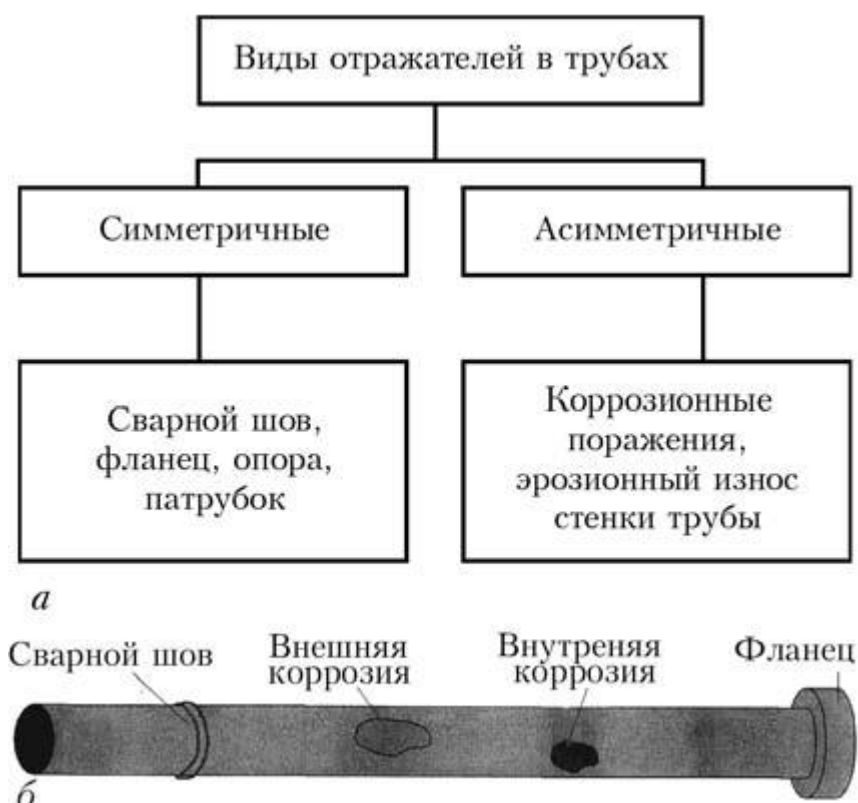 Виды отражателей в трубах
Симметричные
Асимметричные
Сварной шов,
фланец, опора,
патрубок
Коррозионные
поражения,
эрозионный износ
стенки трубы
а
Сварной шов
Внешняя
коррозия
Внутреняя
коррозия
Фланец
б